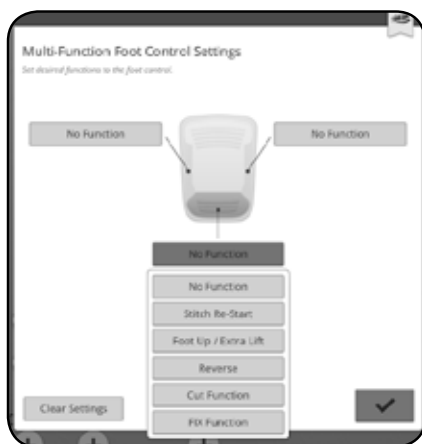 Multi-Function Foot Control Settings
Set desired functions to the foot control.
No Function
No Function
No Function
No Function
Stitch Re-Start
Foot Up / Extra Lift
Reverse
Cut Function
FIX Function
Clear Settings